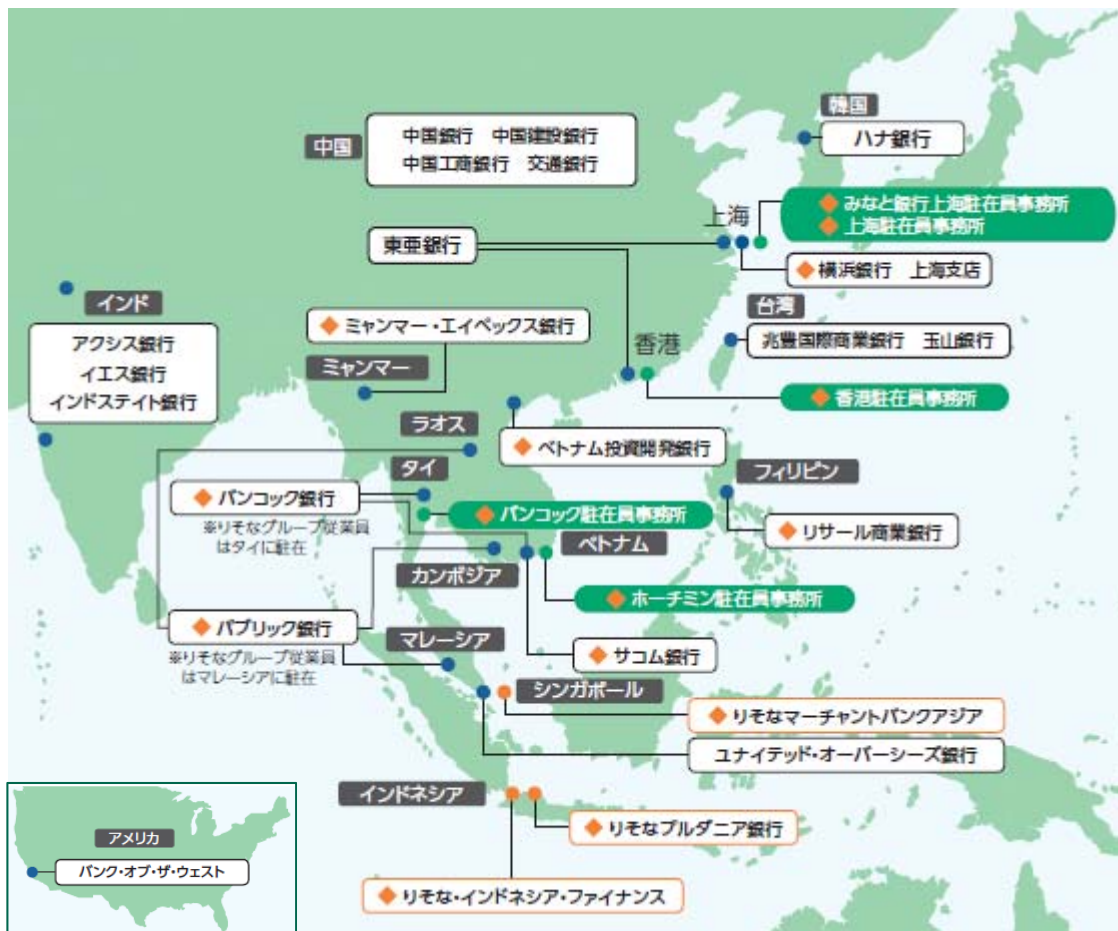 韓国
ハナ銀行
中国
中国銀行 中国建設銀行
中国工商銀行 交通銀行
上海
◆ みなと銀行上海駐在員事務所
◆ 上海駐在員事務所
東亜銀行
◆ 横浜銀行 上海支店
インド
アクシス銀行
イエス銀行
インドステイト銀行
◆ ミャンマー・エイペックス銀行
ミャンマー
香港
台湾
兆豊国際商業銀行 玉山銀行
◆ 香港駐在員事務所
ラオス
◆ ベトナム投資開発銀行
タイ
フィリピン
◆ バンコック銀行
※りそなグループ従業員
はタイに駐在
◆ バンコック駐在員事務所
◆ リサール商業銀行
ベトナム
カンボジア
◆ ホーチミン駐在員事務所
◆ パブリック銀行
※りそなグループ従業員
はマレーシアに駐在
マレーシア
◆ サコム銀行
シンガポール
◆ りそなマーチャントバンクアジア
ユナイテッド・オーバーシーズ銀行
インドネシア
◆ りそなプルダニア銀行
アメリカ
バンク・オブ・ザ・ウェスト
◆ りそな・インドネシア・ファイナンス